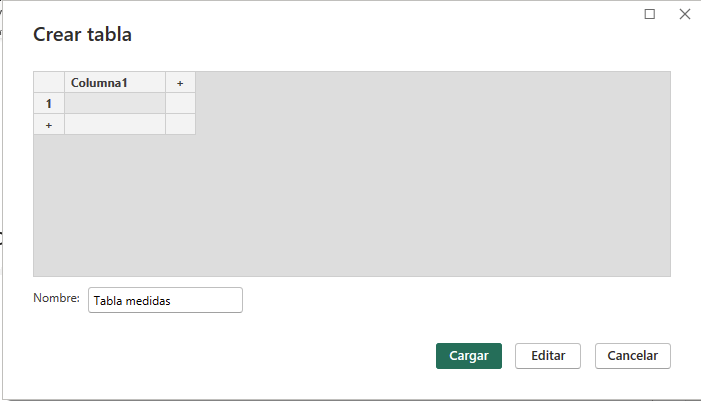 Crear tabla
Columna1 +
1
+
Nombre: Tabla medidas
Cargar Editar Cancelar